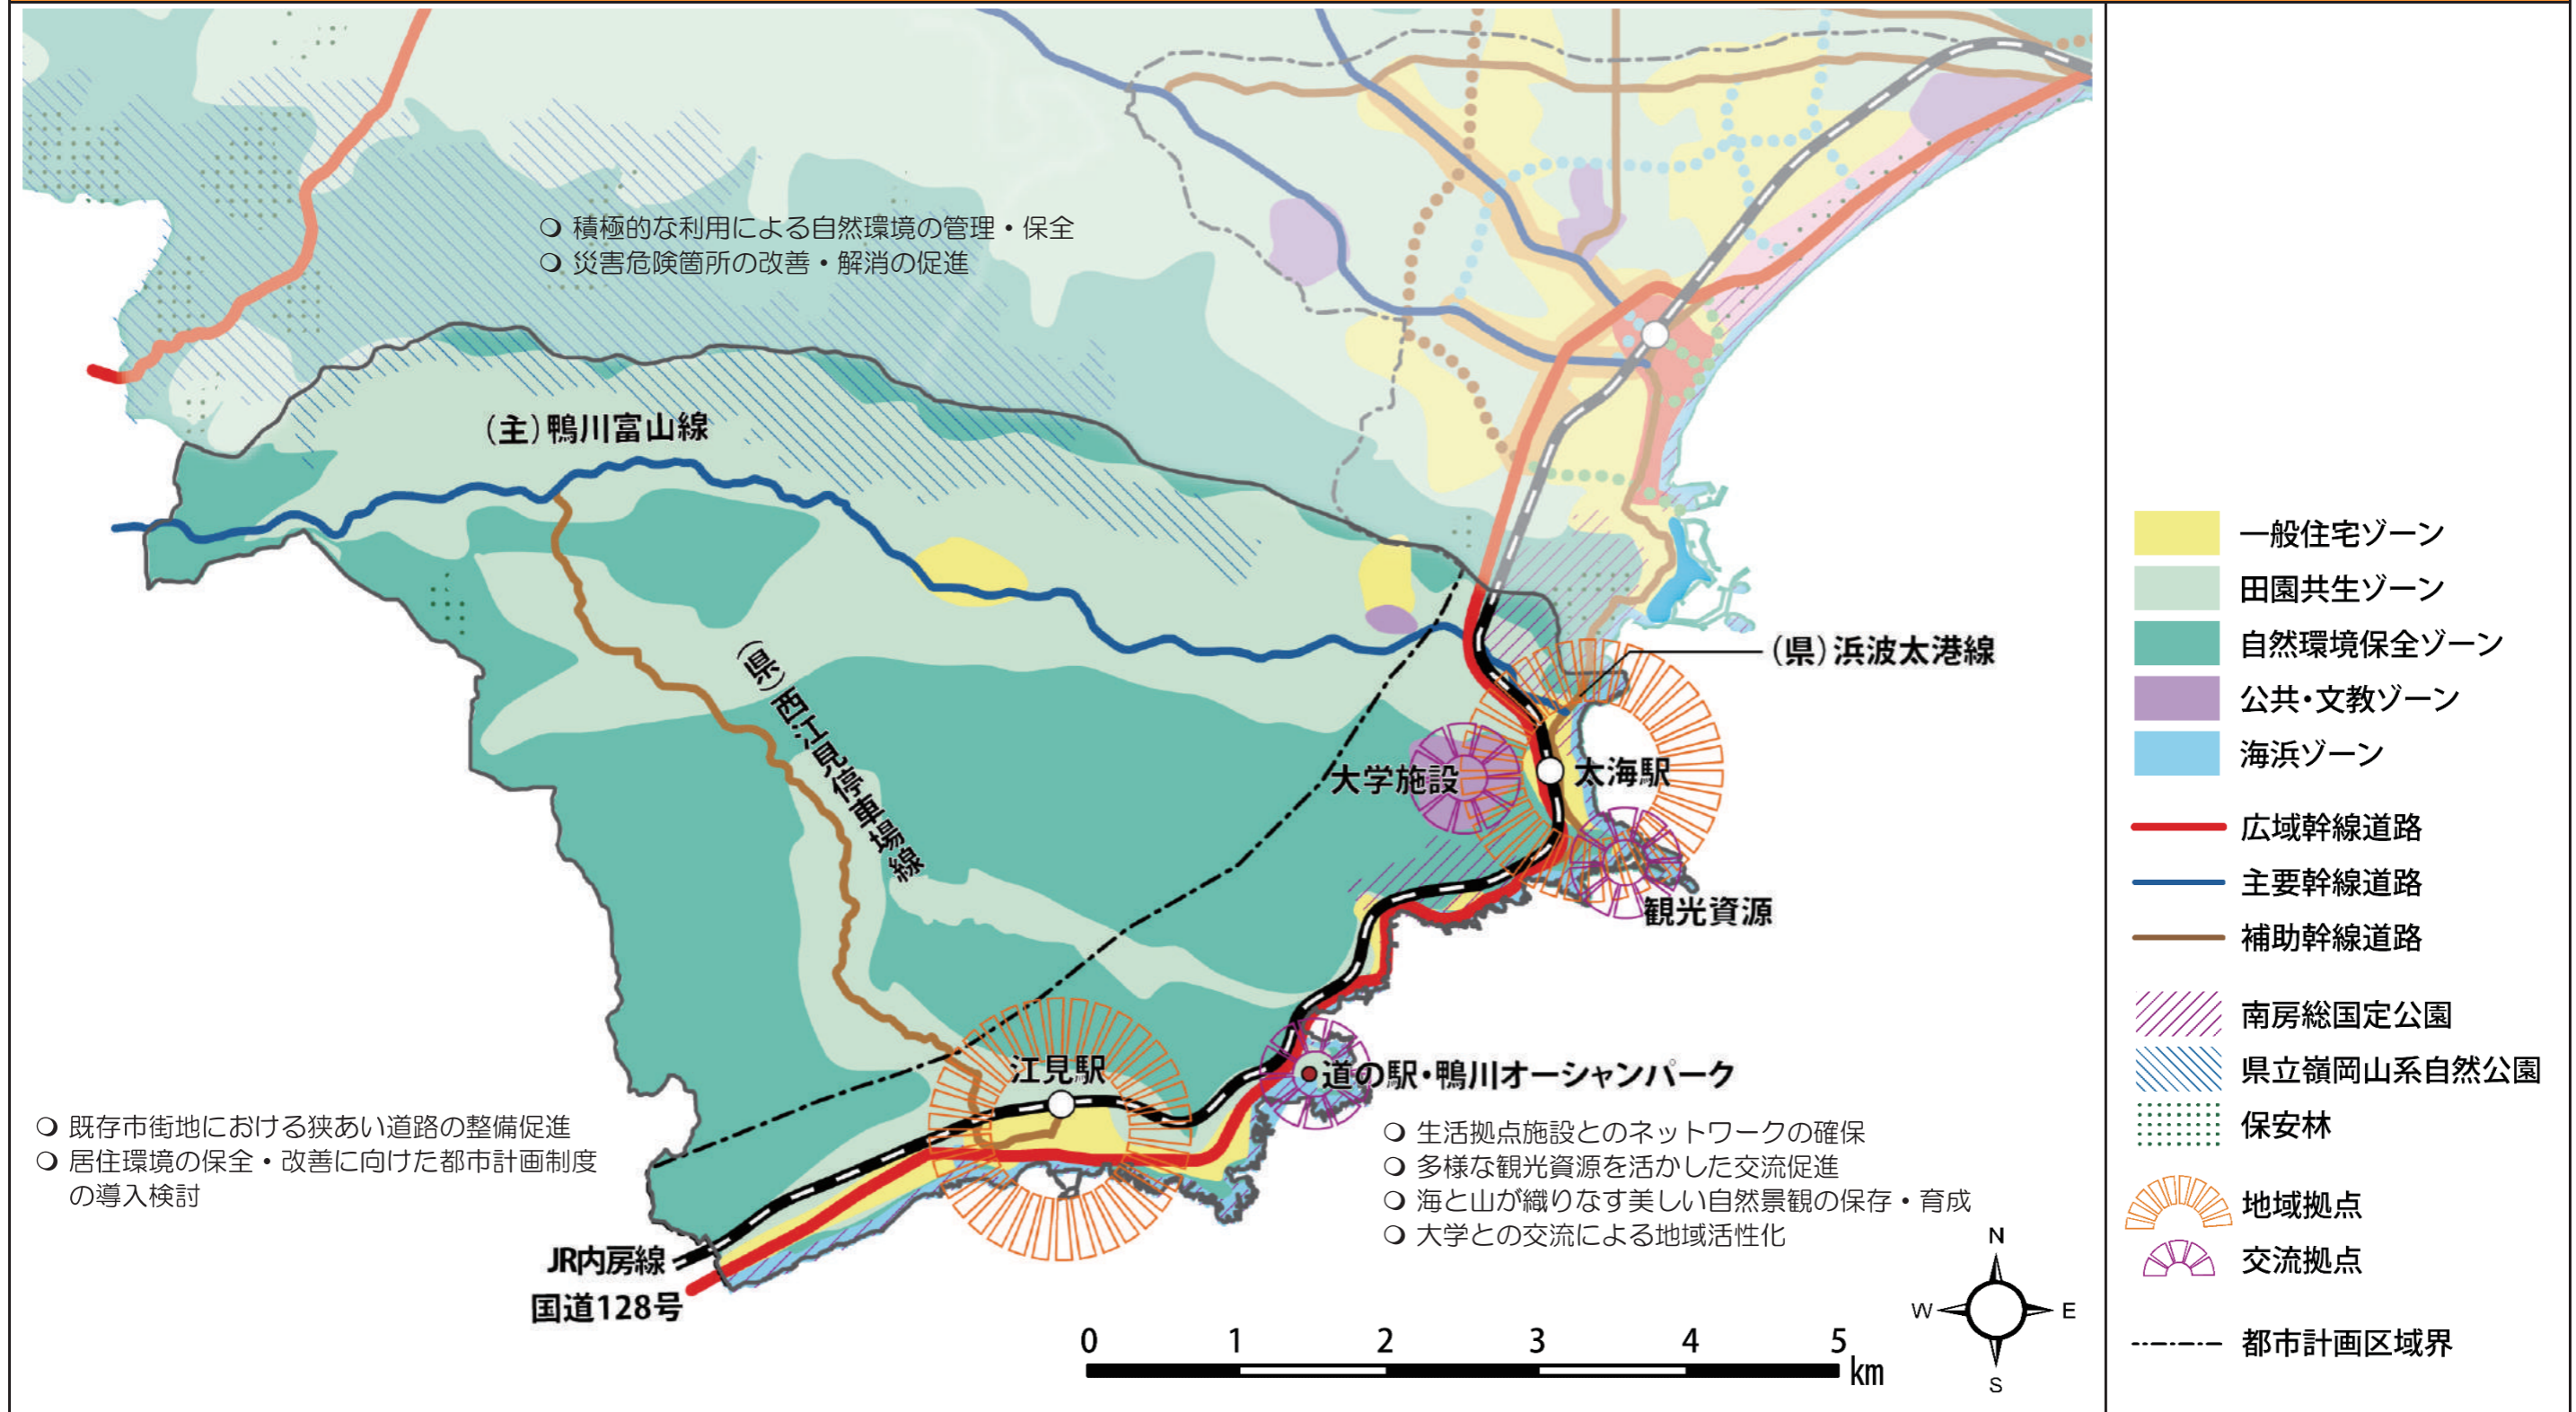 ○ 積極的な利用による自然環境の管理・保全
○ 災害危険箇所の改善・解消の促進
(主)鴨川富山線
(県)西江見停車場線
(県)浜波太港線
大学施設
太海駅
観光資源
江見駅
道の駅・鴨川オーシャンパーク
○ 既存市街地における狭あい道路の整備促進
○ 居住環境の保全・改善に向けた都市計画制度
の導入検討
○ 生活拠点施設とのネットワークの確保
○ 多様な観光資源を活かした交流促進
○ 海と山が織りなす美しい自然景観の保存・育成
○ 大学との交流による地域活性化
JR内房線
国道128号
0 1 2 3 4 5 km
N
W E
S
一般住宅ゾーン
田園共生ゾーン
自然環境保全ゾーン
公共・文教ゾーン
海浜ゾーン
広域幹線道路
主要幹線道路
補助幹線道路
南房総国定公園
県立嶺岡山系自然公園
保安林
地域拠点
交流拠点
都市計画区域界